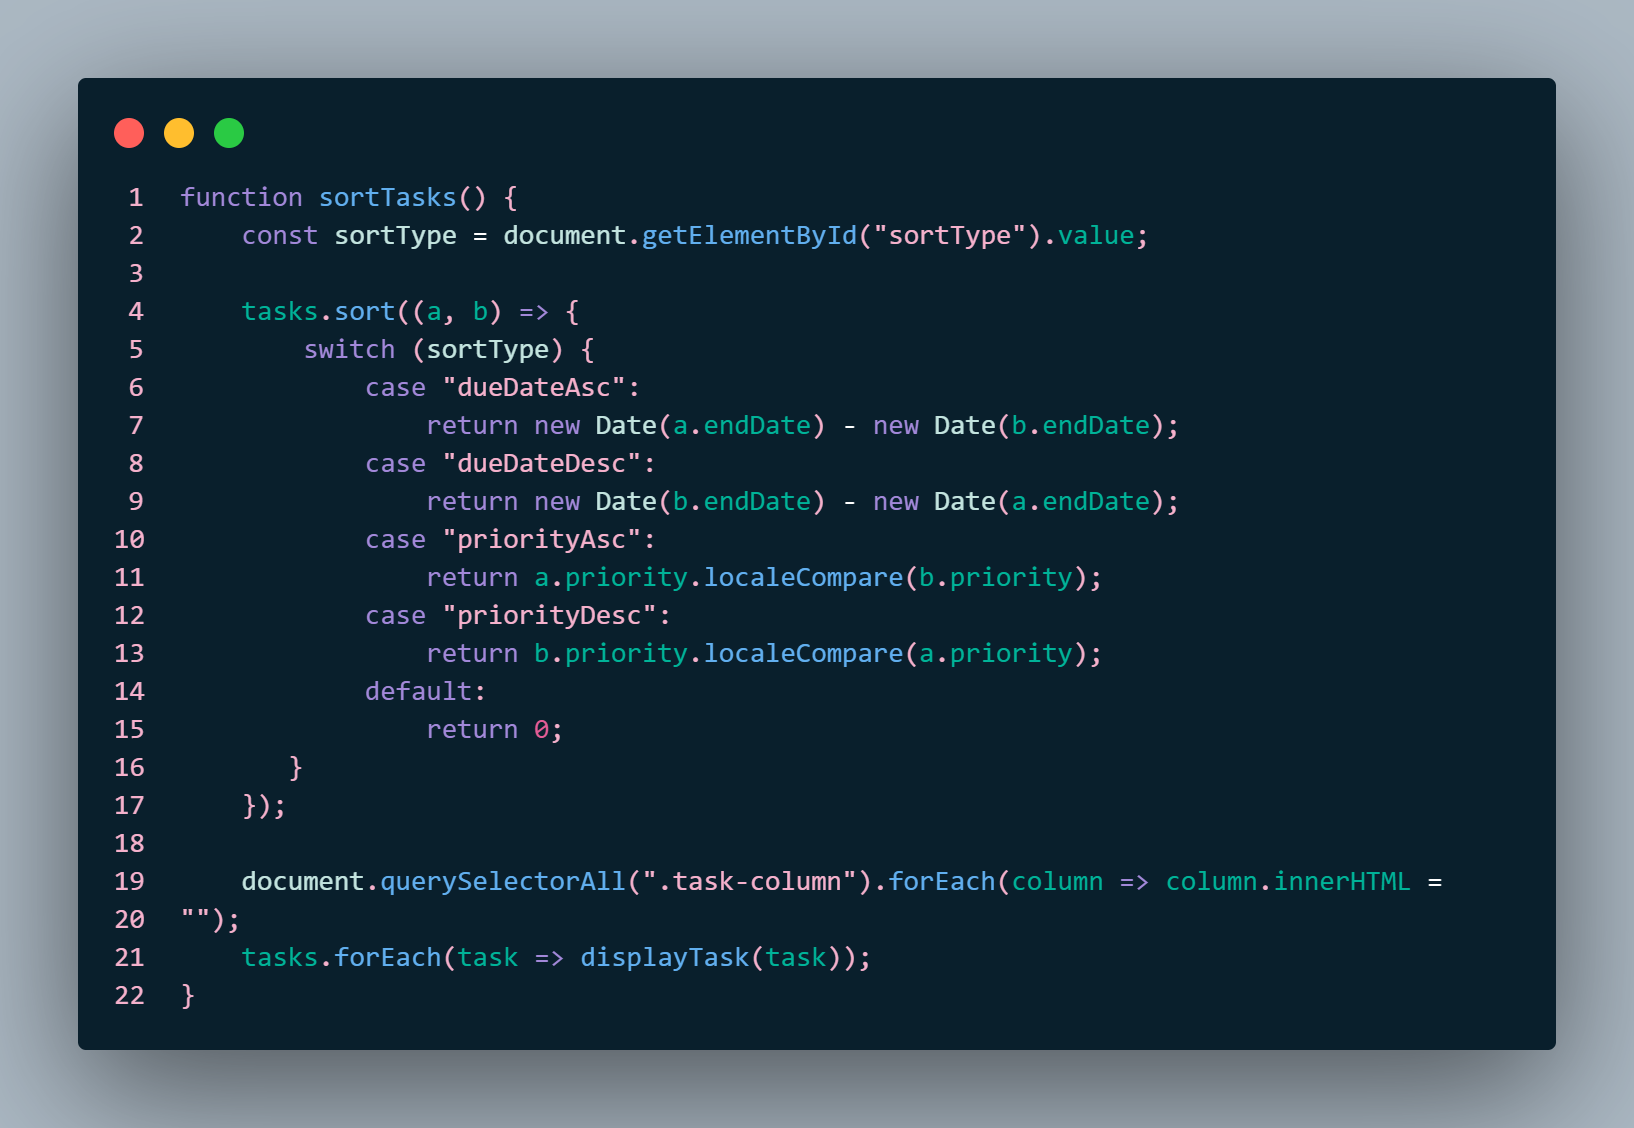 1 function sortTasks() {
2     const sortType = document.getElementById("sortType").value;
3
4     tasks.sort((a, b) => {
5         switch (sortType) {
6             case "dueDateAsc":
7                 return new Date(a.endDate) - new Date(b.endDate);
8             case "dueDateDesc":
9                 return new Date(b.endDate) - new Date(a.endDate);
10             case "priorityAsc":
11                 return a.priority.localeCompare(b.priority);
12             case "priorityDesc":
13                 return b.priority.localeCompare(a.priority);
14             default:
15                 return 0;
16        }
17     });
18
19     document.querySelectorAll(".task-column").forEach(column => column.innerHTML =
20 "");
21     tasks.forEach(task => displayTask(task));
22 }